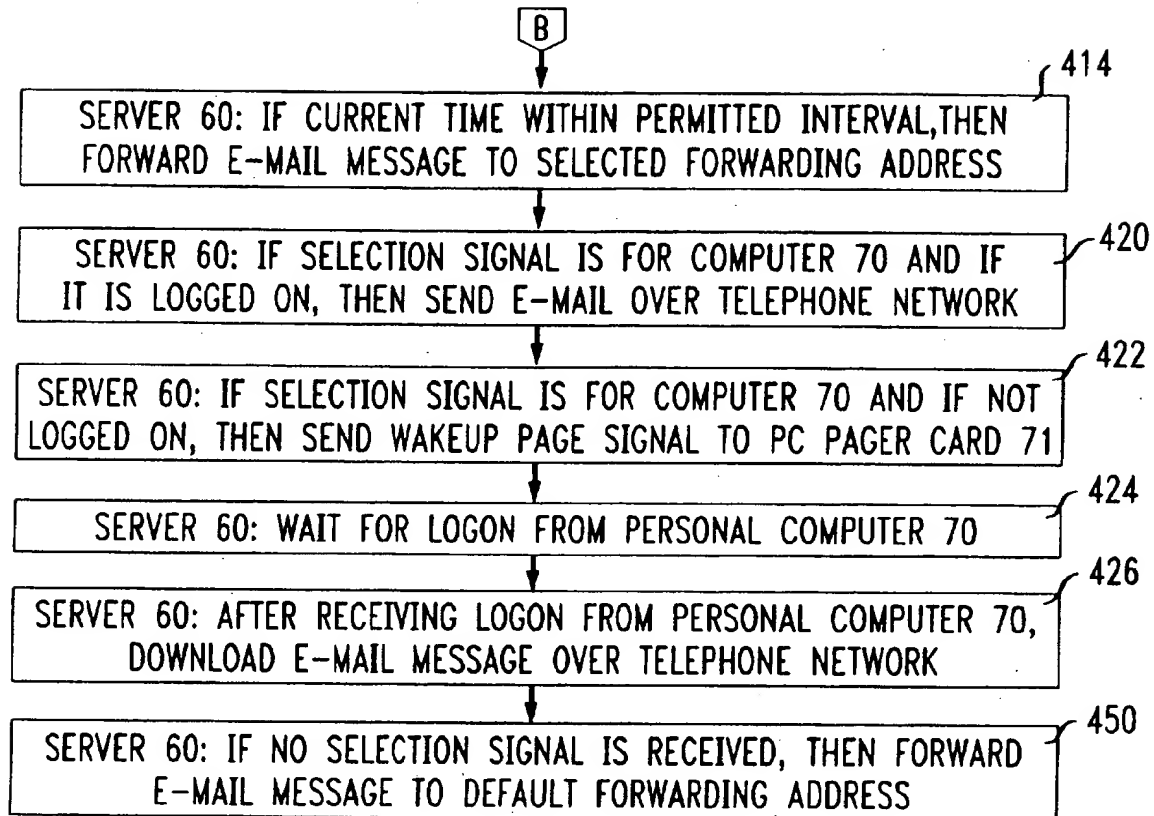 B
414
SERVER 60: IF CURRENT TIME WITHIN PERMITTED INTERVAL,THEN
FORWARD E-MAIL MESSAGE TO SELECTED FORWARDING ADDRESS
420
SERVER 60: IF SELECTION SIGNAL IS FOR COMPUTER 70 AND IF
IT IS LOGGED ON, THEN SEND E-MAIL OVER TELEPHONE NETWORK
422
SERVER 60: IF SELECTION SIGNAL IS FOR COMPUTER 70 AND IF NOT
LOGGED ON, THEN SEND WAKEUP PAGE SIGNAL TO PC PAGER CARD 71
424
SERVER 60: WAIT FOR LOGON FROM PERSONAL COMPUTER 70
426
SERVER 60: AFTER RECEIVING LOGON FROM PERSONAL COMPUTER 70,
DOWNLOAD E-MAIL MESSAGE OVER TELEPHONE NETWORK
450
SERVER 60: IF NO SELECTION SIGNAL IS RECEIVED, THEN FORWARD
E-MAIL MESSAGE TO DEFAULT FORWARDING ADDRESS